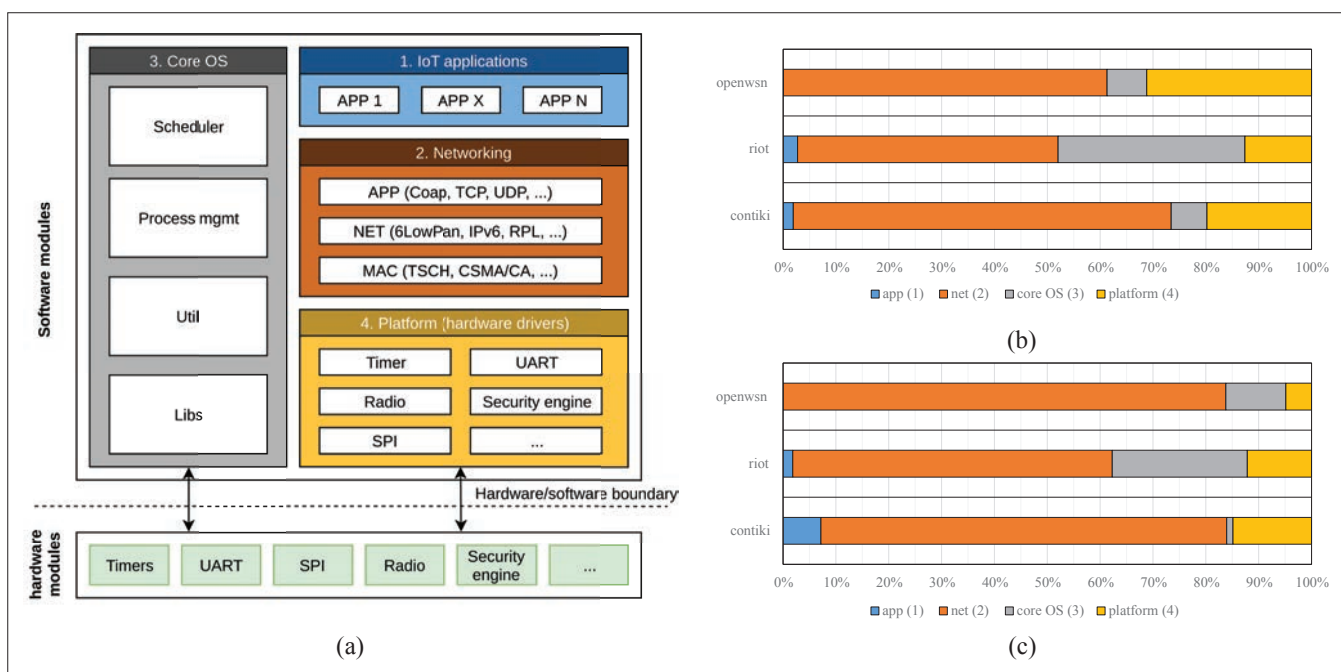 Software modules
3. Core OS
Scheduler
Process mgmt
Util
Libs
1. IoT applications
APP 1
APP X
APP N
2. Networking
APP (Coap, TCP, UDP, ...)
NET (6LowPan, IPv6, RPL, ...)
MAC (TSCH, CSMA/CA, ...)
4. Platform (hardware drivers)
Timer
UART
Radio
Security engine
SPI
...
Hardware/software boundary
hardware
modules
Timers
UART
SPI
Radio
Security
engine
...
(a)
openwsn
riot
contiki
0% 10% 20% 30% 40% 50% 60% 70% 80% 90% 100%
app (1) net (2) core OS (3) platform (4)
(b)
openwsn
riot
contiki
0% 10% 20% 30% 40% 50% 60% 70% 80% 90% 100%
app (1) net (2) core OS (3) platform (4)
(c)